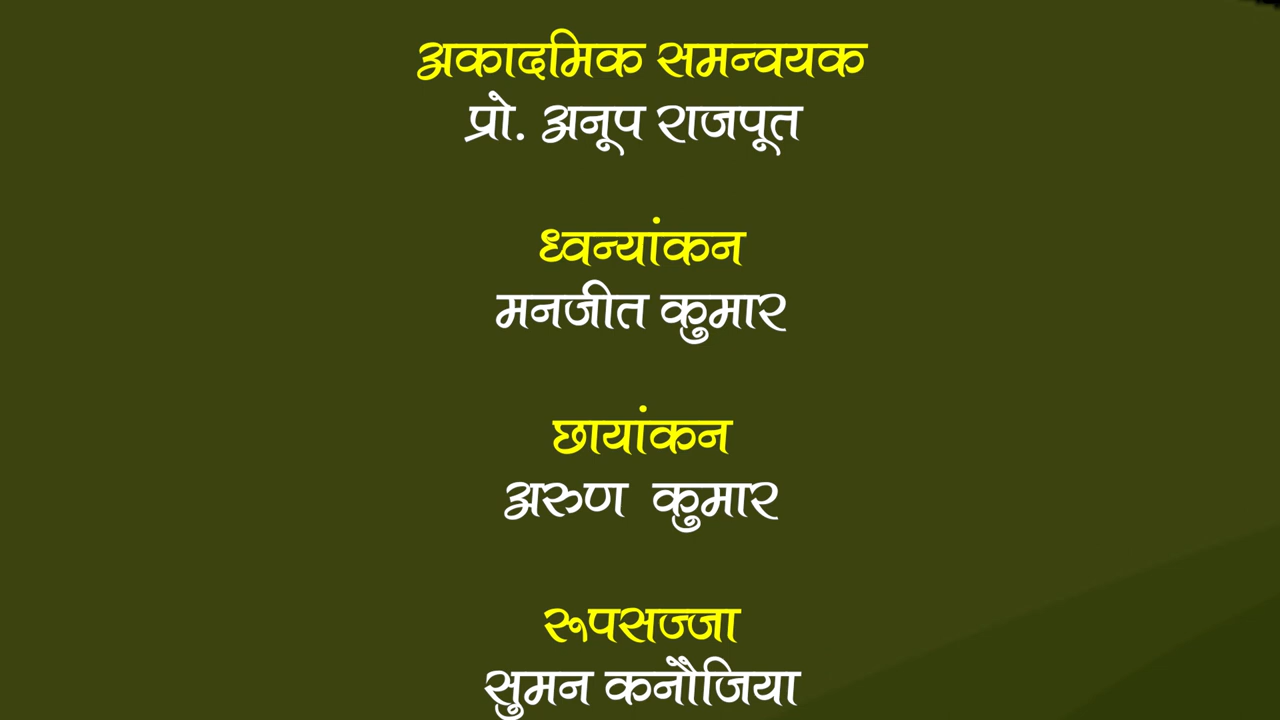 अकादमिक समन्वयक
प्रो. अनूप राजपूत
ध्वन्यांकन
मनजीत कुमार
छायांकन
अरुण कुमार
रूपसज्जा
सुमन कनौजिया